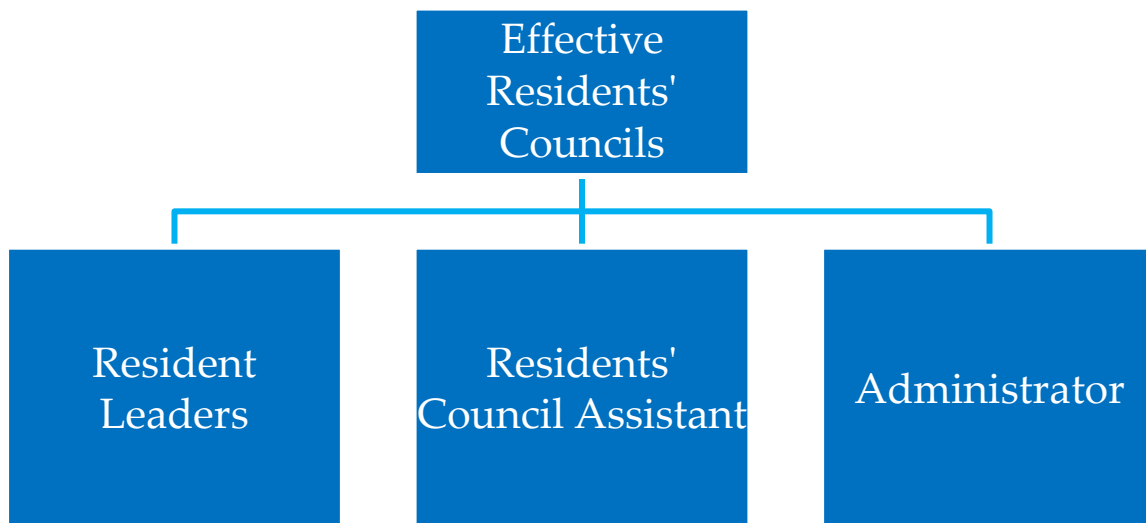 Effective
Residents'
Councils
Resident
Leaders
Residents'
Council Assistant
Administrator